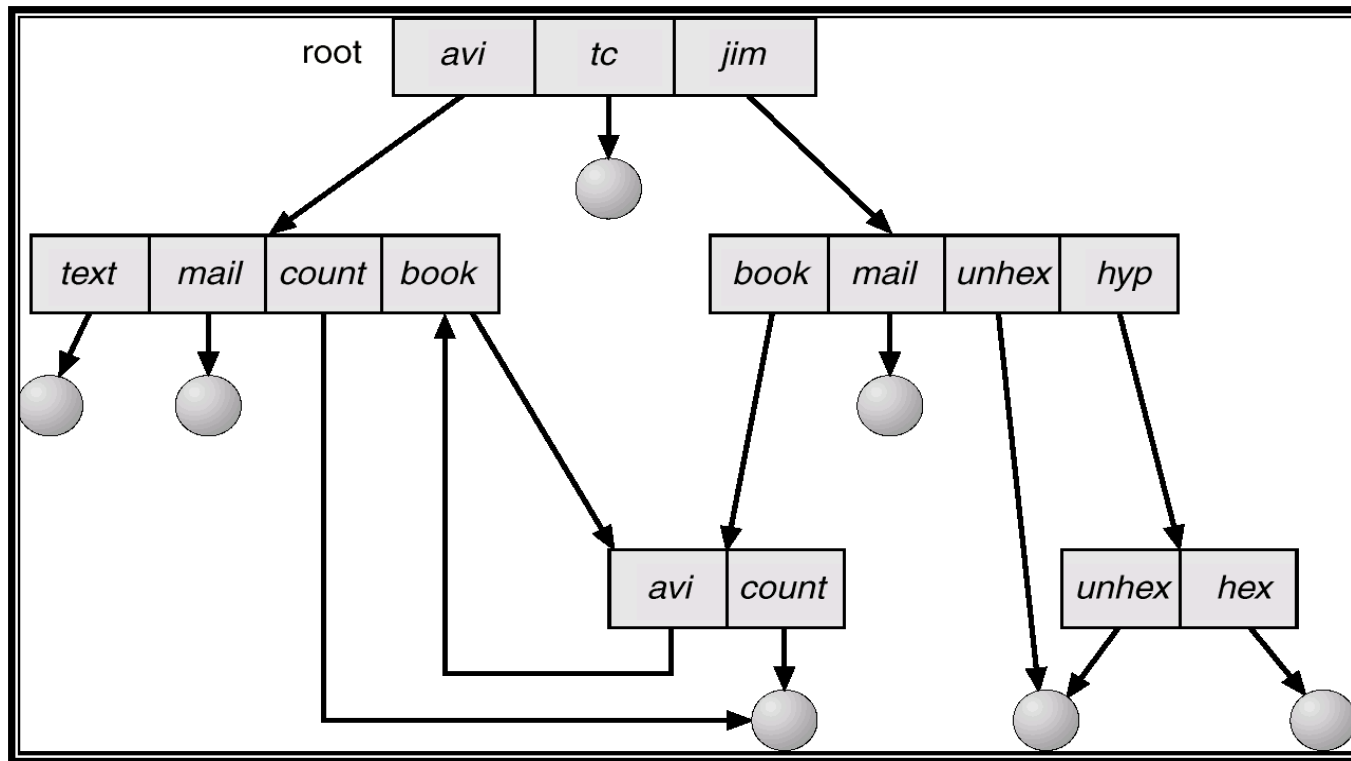 root avi tc jim
text mail count book book mail unhex hyp
avi count unhex hex